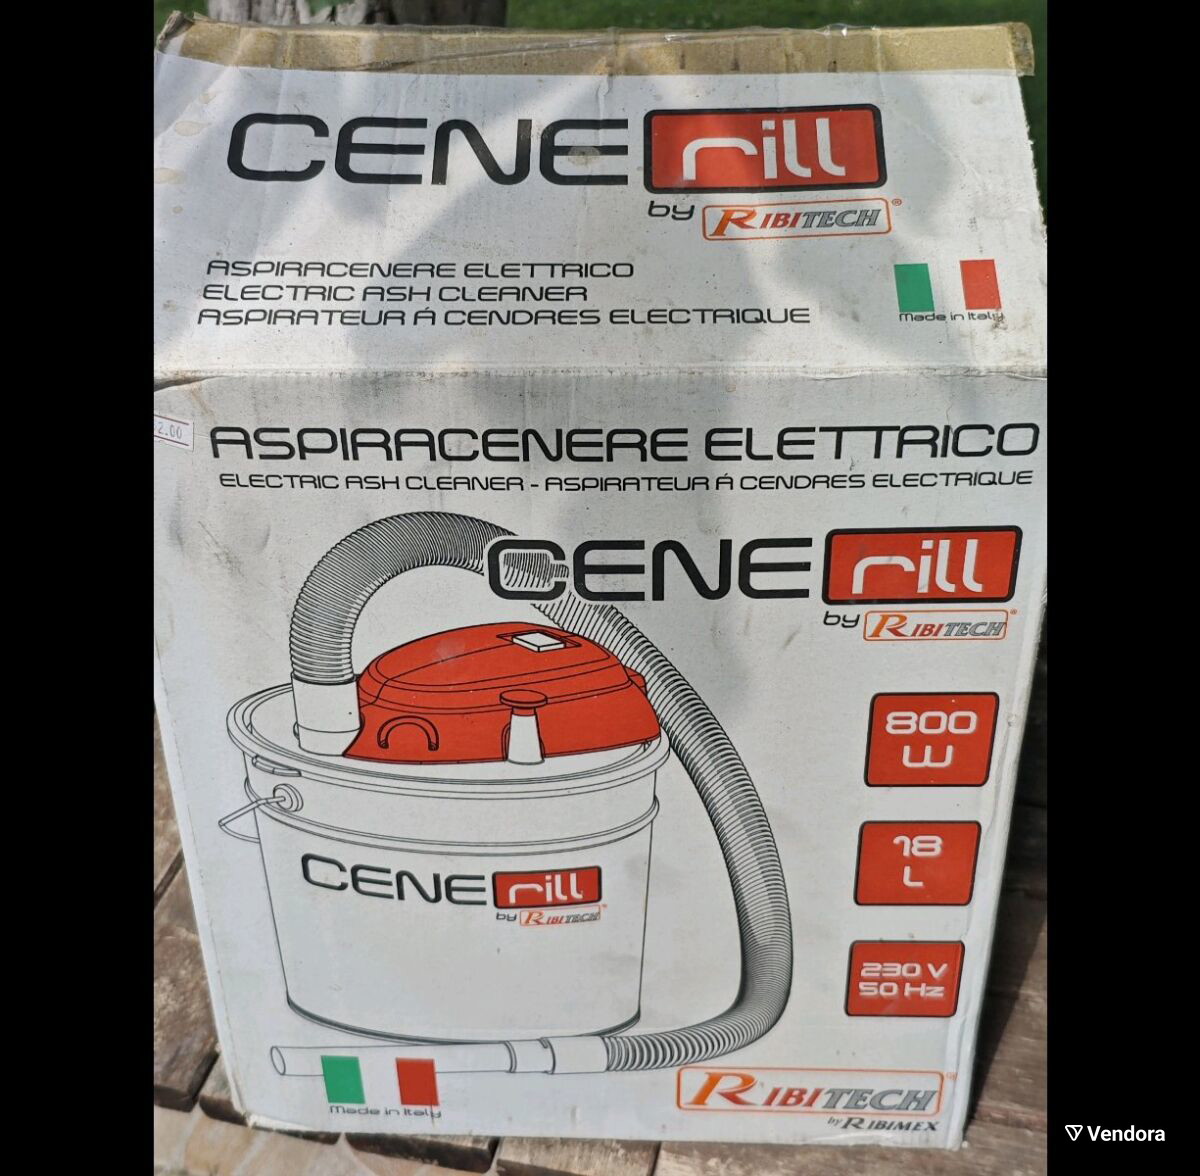 CENE rill
by RIBITECH®
ASPIRACENERE ELETTRICO
ELECTRIC ASH CLEANER
ASPIRATEUR Á CENDRES ELECTRIQUE
Made in Italy
2.00
ASPIRACENERE ELETTRICO
ELECTRIC ASH CLEANER - ASPIRATEUR Á CENDRES ELECTRIQUE
CENE rill
by RIBITECH®
800
W
18
L
CENE rill
by RIBITECH®
230 V
50 Hz
Made in Italy
RIBITECH®
by RIBIMEX
Vendora